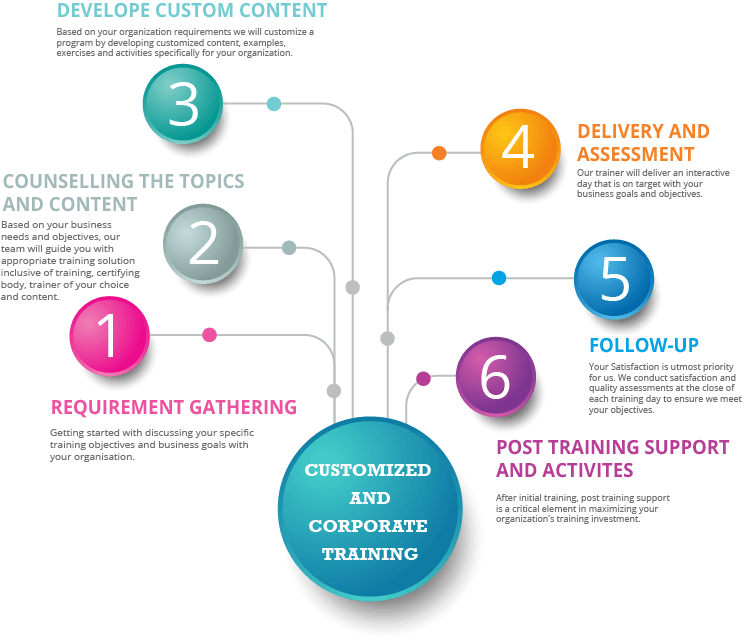 DEVELOPE CUSTOM CONTENT
Based on your organization requirements we will customize a
program by developing customized content, examples,
exercises and activities specifically for your organization.
3
4
DELIVERY AND
ASSESSMENT
Our trainer will deliver an interactive
day that is on target with your
business goals and objectives.
COUNSELLING THE TOPICS
AND CONTENT
Based on your business
needs and objectives, our
team will guide you with
appropriate training solution
inclusive of training, certifying
body, trainer of your choice
and content.
2
5
FOLLOW-UP
Your Satisfaction is utmost priority
for us. We conduct satisfaction and
quality assessments at the close of
each training day to ensure we meet
your objectives.
1
REQUIREMENT GATHERING
Getting started with discussing your specific
training objectives and business goals with
your organisation.
6
POST TRAINING SUPPORT
AND ACTIVITES
After initial training, post training support
is a critical element in maximizing your
organization's training investment.
CUSTOMIZED
AND
CORPORATE
TRAINING